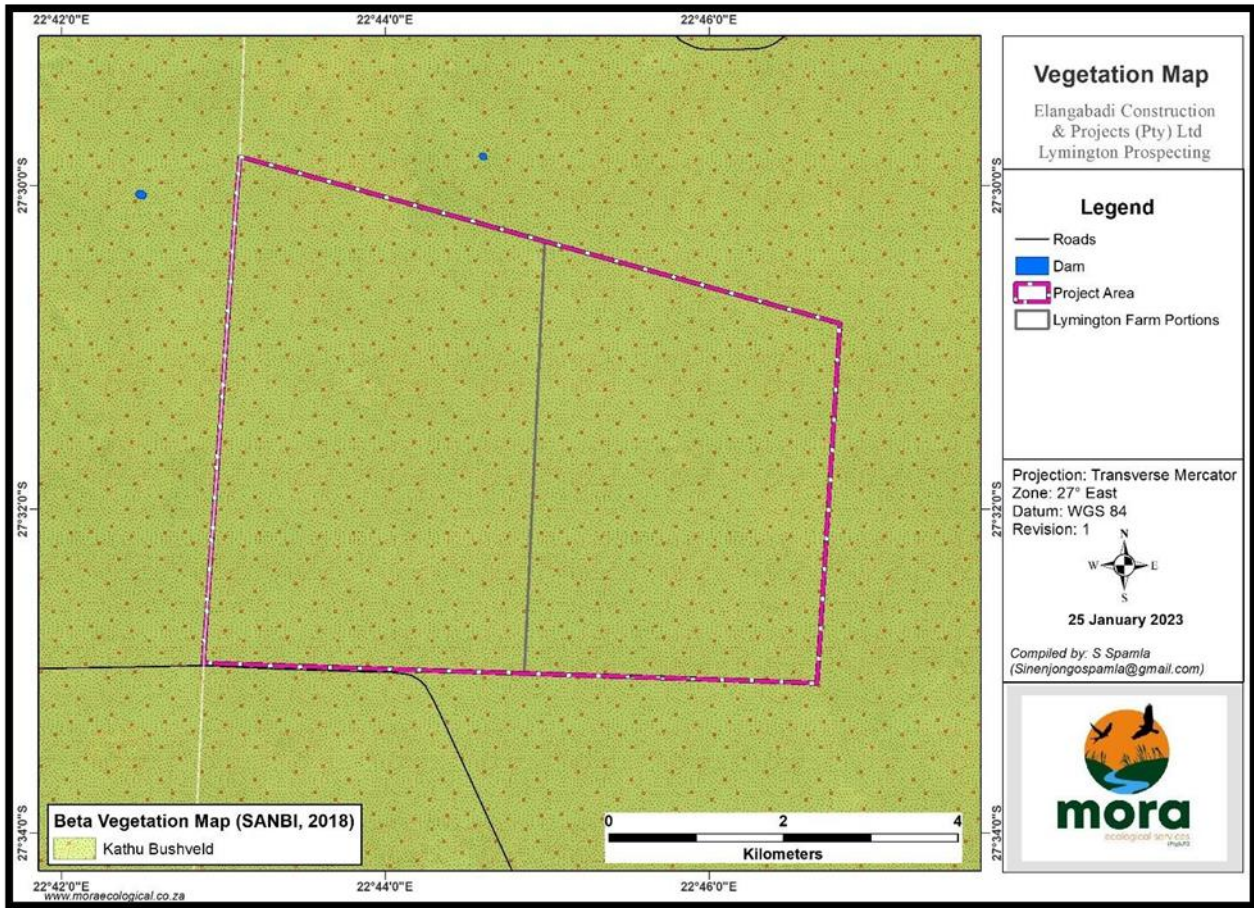 22°42'0"E
22°44'0"E
22°46'0"E
27°30'0"S
27°30'0"S
27°32'0"S
27°32'0"S
27°34'0"S
27°34'0"S
Beta Vegetation Map (SANBI, 2018)
Kathu Bushveld
0 2 4
Kilometers
22°42'0"E
22°44'0"E
22°46'0"E
www.moraecological.co.za
Vegetation Map
Elangabadi Construction
& Projects (Pty) Ltd
Lymington Prospecting
Legend
Roads
Dam
Project Area
Lymington Farm Portions
Projection: Transverse Mercator
Zone: 27° East
Datum: WGS 84
Revision: 1
N
W E
S
25 January 2023
Compiled by: S Spamla
(Sinenjongospamla@gmail.com)
mora
ecological services